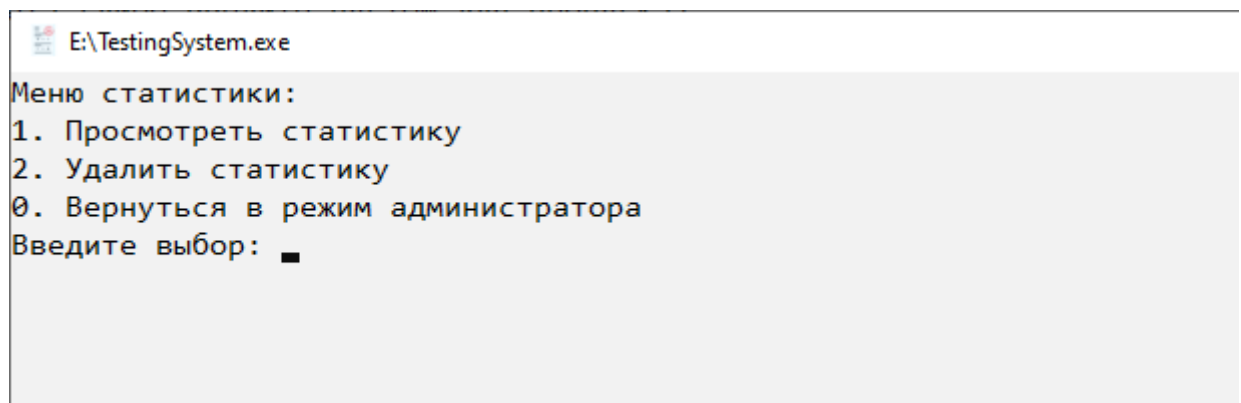 E:\TestingSystem.exe
Меню статистики:
1. Просмотреть статистику
2. Удалить статистику
0. Вернуться в режим администратора
Введите выбор: